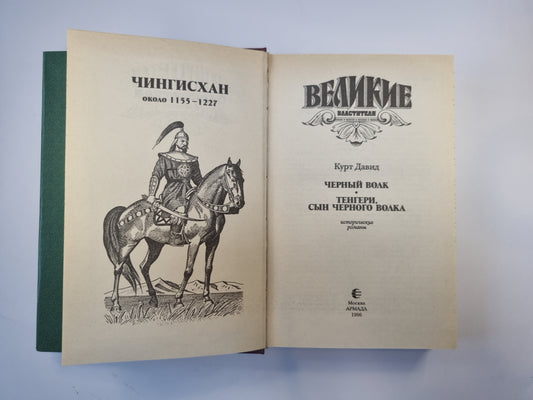 ЧИНГИСХАН
ОКОЛО 1155-1227
ВЕЛИКИЕ
ВЛАСТИТЕЛИ
Курт Давид
ЧЕРНЫЙ ВОЛК
•
ТЕНГЕРИ,
СЫН ЧЕРНОГО ВОЛКА
исторические
романы
Москва
АРМАДА
1996